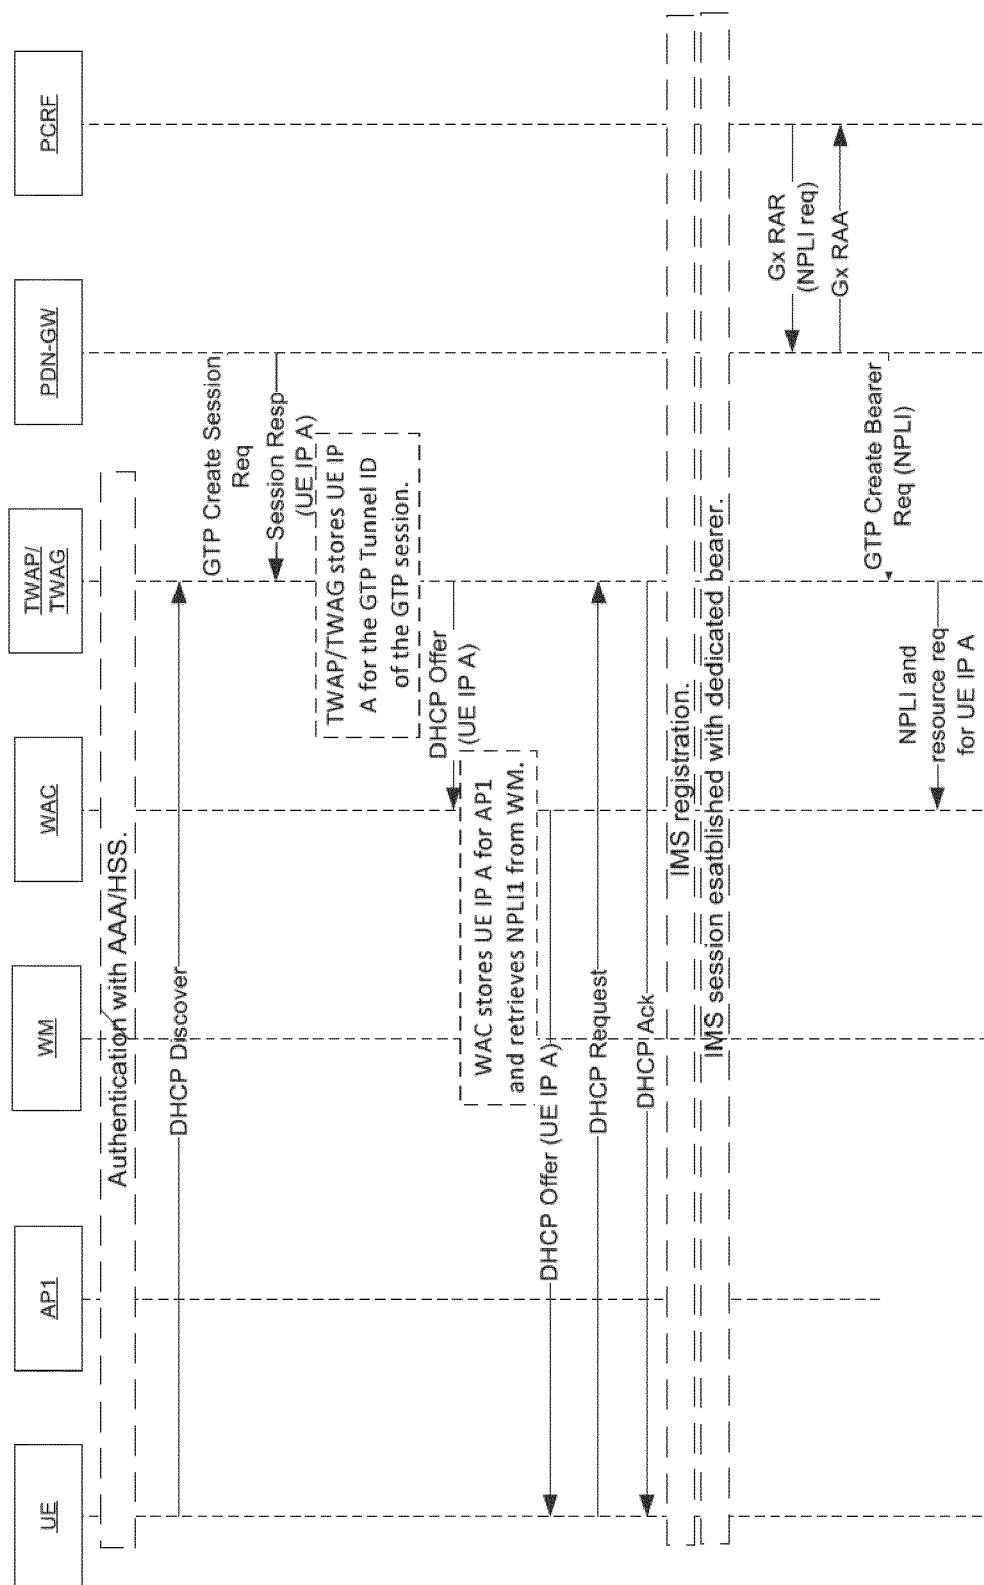 UE
AP1
WM
WAC
TWAP/
TWAG
PDN-GW
PCRF
Authentication with AAA/HSS.
DHCP Discover
GTP Create Session
Req
Session Resp
(UE IP A)
TWAP/TWAG stores UE IP
A for the GTP Tunnel ID
of the GTP session.
DHCP Offer
(UE IP A)
WAC stores UE IP A for AP1
and retrieves NPLI1 from WM.
DHCP Offer (UE IP A)
DHCP Request
DHCP Ack
IMS registration.
IMS session esatblished with dedicated bearer.
Gx RAR
(NPLI req)
Gx RAA
GTP Create Bearer
Req (NPLI)
NPLI and
resource req
for UE IP A